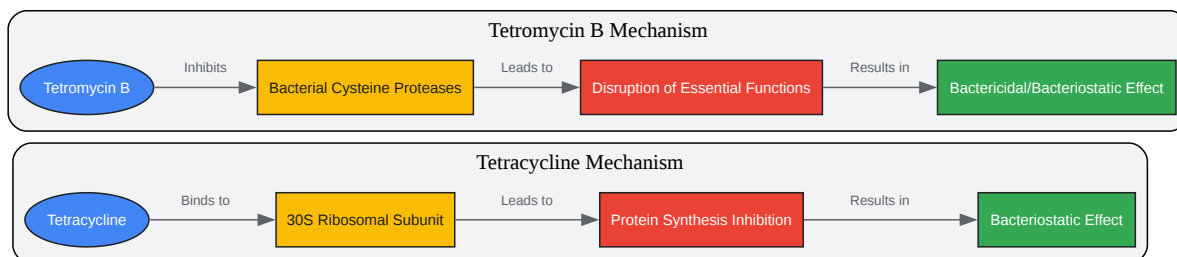 Tetromycin B Mechanism
Inhibits
Leads to
Results in
Tetromycin B
Bacterial Cysteine Proteases
Disruption of Essential Functions
Bactericidal/Bacteriostatic Effect
Tetracycline Mechanism
Binds to
Leads to
Results in
Tetracycline
30S Ribosomal Subunit
Protein Synthesis Inhibition
Bacteriostatic Effect